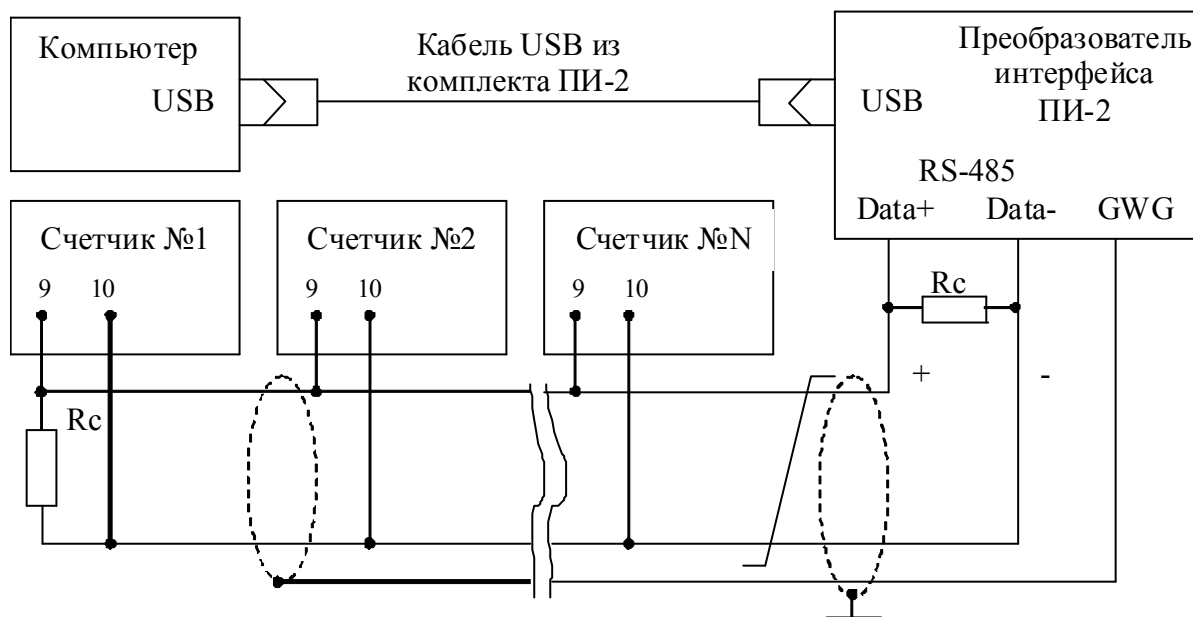 Компьютер
USB
Кабель USB из
комплекта ПИ-2
Преобразователь
интерфейса
ПИ-2
USB
RS-485
Data+ Data- GWG
Счетчик №1
9 10
Счетчик №2
9 10
Счетчик №N
9 10
Rc
+ -
Rc